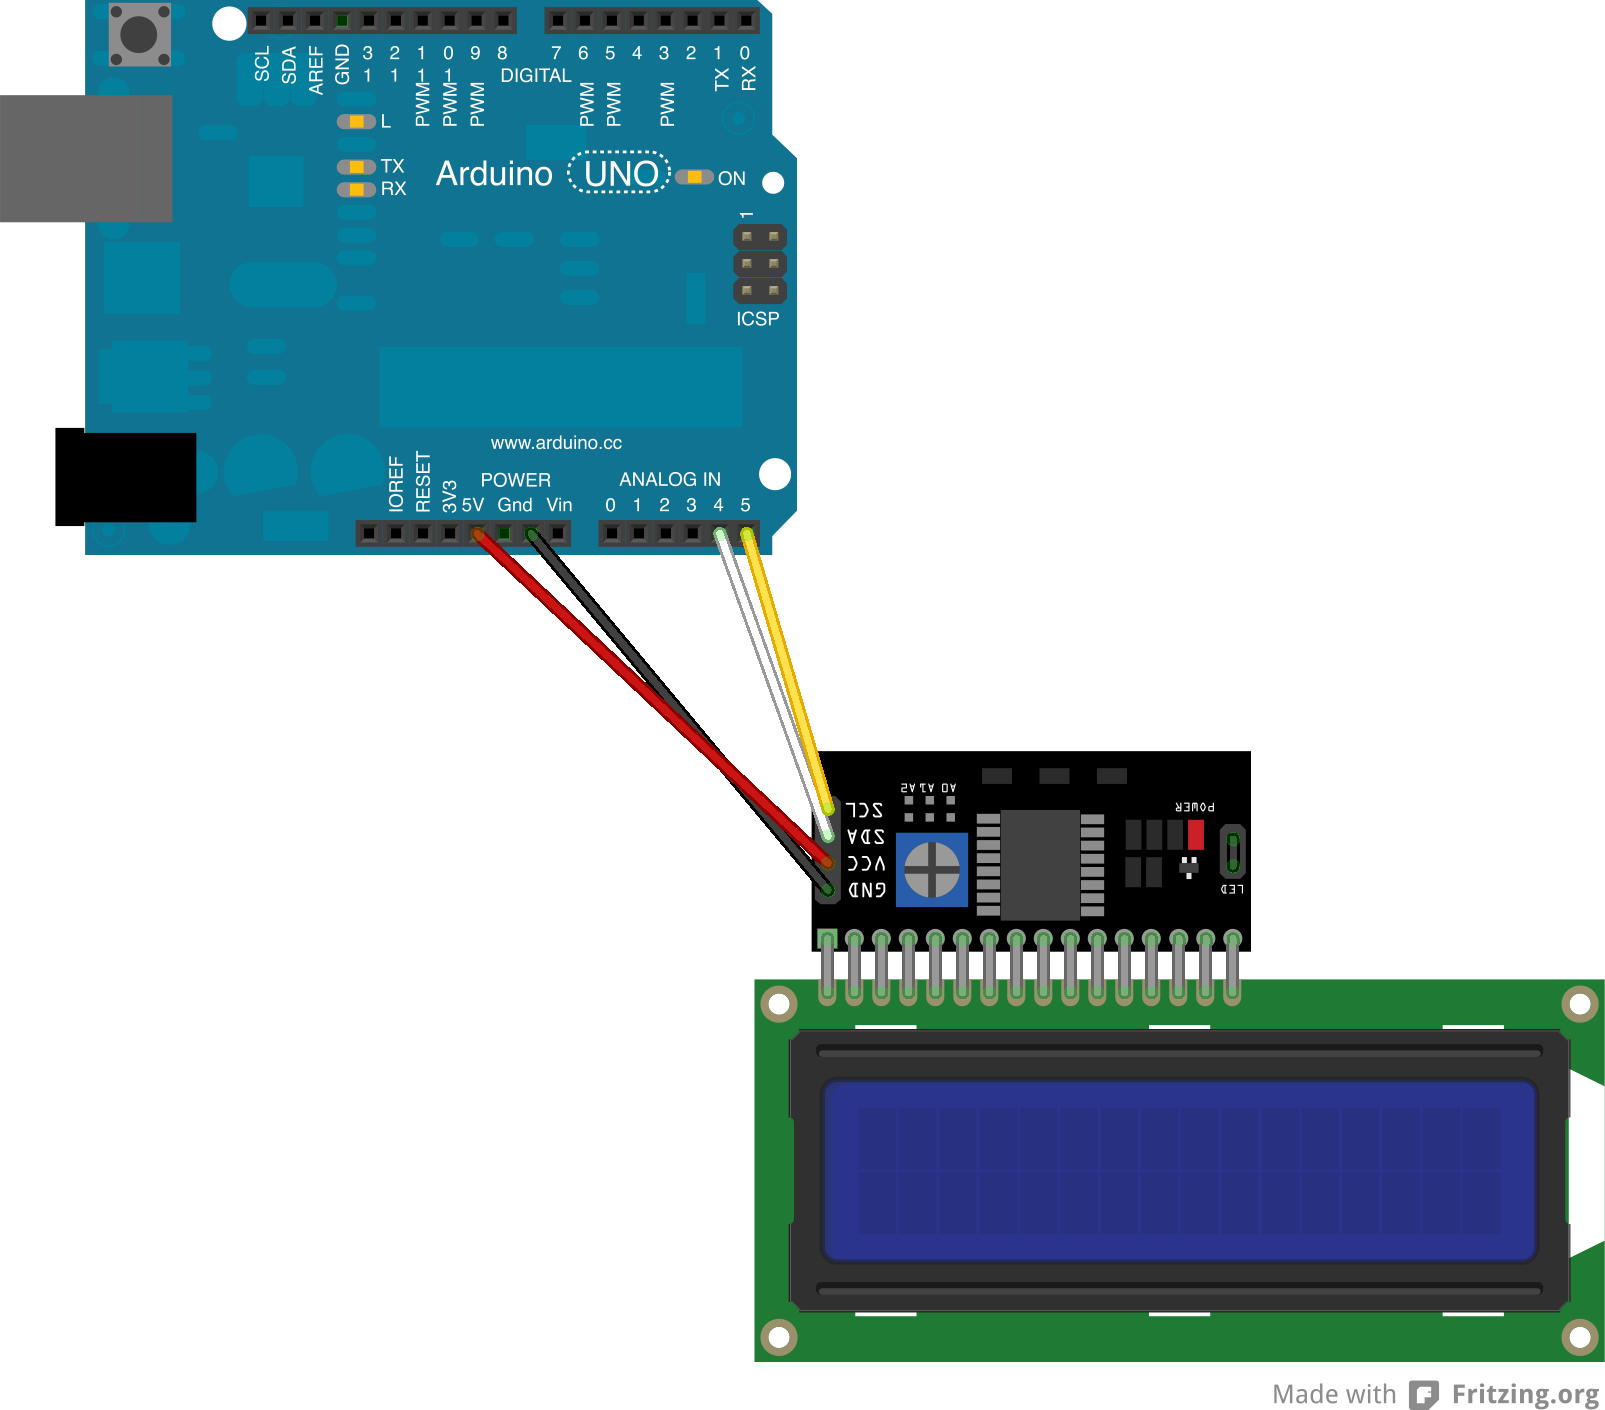 SCL SDA AREF GND 13 12 11 10 9 8 7 6 5 4 3 2 1 0
PWM PWM PWM DIGITAL PWM PWM PWM TX RX
L
TX
RX
Arduino UNO ON
1
ICSP
www.arduino.cc
POWER ANALOG IN
IOREF RESET 3V3 5V Gnd Vin 0 1 2 3 4 5
A2 A1 A0
POWER
SCL
SDA
VCC
GND
LED
Made with Fritzing.org